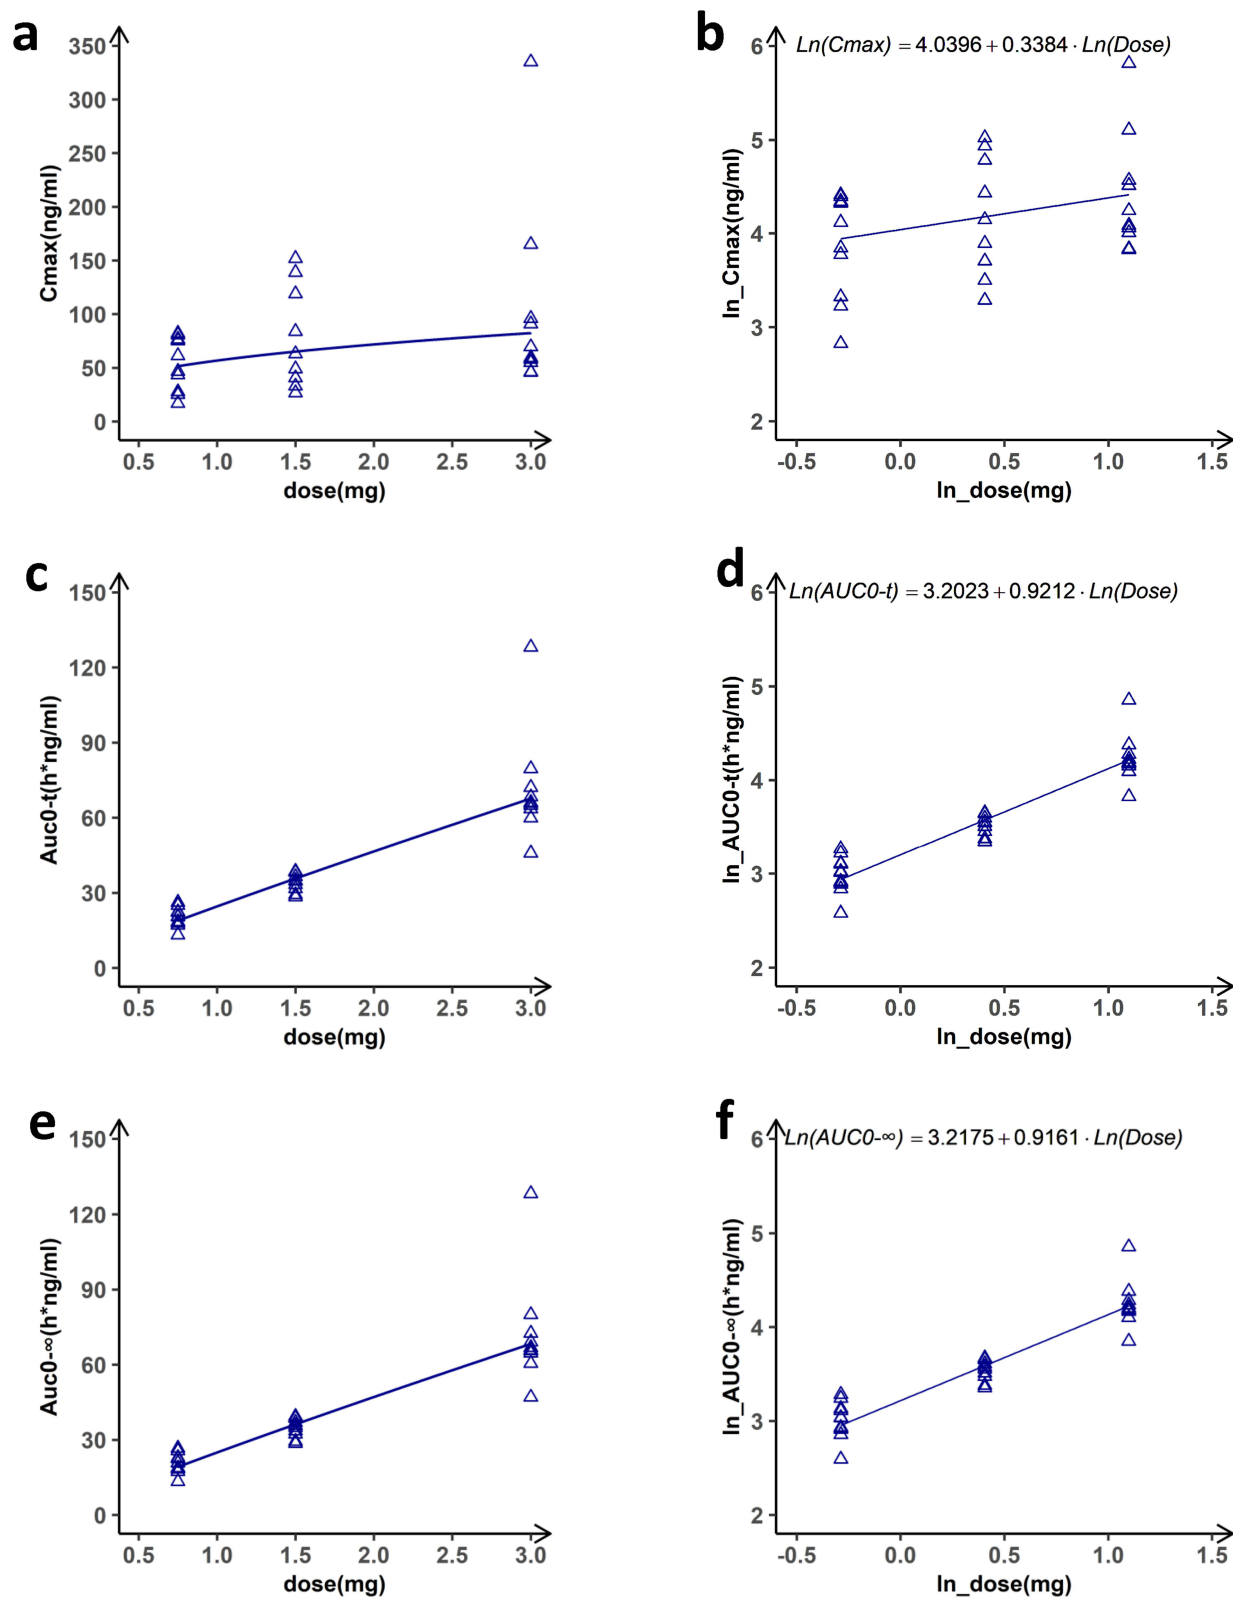 a
350
300
250
200
150
100
50
0
Cmax(ng/ml)
0.5 1.0 1.5 2.0 2.5 3.0
dose(mg)
b
Ln(Cmax) = 4.0396 + 0.3384 · Ln(Dose)
6
5
4
3
2
ln_Cmax(ng/ml)
-0.5 0.0 0.5 1.0 1.5
ln_dose(mg)
c
150
120
90
60
30
0
Auc0-t(h*ng/ml)
0.5 1.0 1.5 2.0 2.5 3.0
dose(mg)
d
Ln(AUC0-t) = 3.2023 + 0.9212 · Ln(Dose)
6
5
4
3
2
ln_AUC0-t(h*ng/ml)
-0.5 0.0 0.5 1.0 1.5
ln_dose(mg)
e
150
120
90
60
30
0
Auc0-∞(h*ng/ml)
0.5 1.0 1.5 2.0 2.5 3.0
dose(mg)
f
Ln(AUC0-∞) = 3.2175 + 0.9161 · Ln(Dose)
6
5
4
3
2
ln_AUC0-∞(h*ng/ml)
-0.5 0.0 0.5 1.0 1.5
ln_dose(mg)